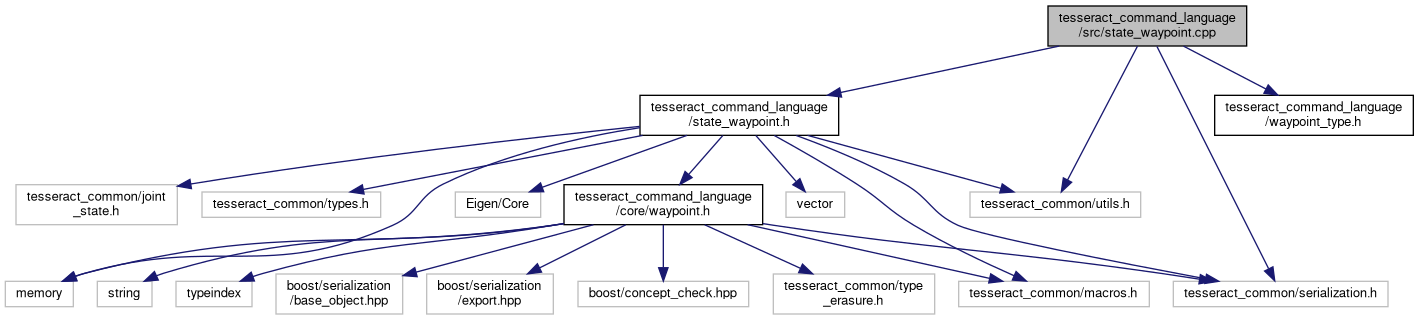 tesseract_command_language
/src/state_waypoint.cpp
tesseract_command_language
/state_waypoint.h
tesseract_command_language
/waypoint_type.h
tesseract_common/joint
_state.h
tesseract_common/types.h
Eigen/Core
tesseract_command_language
/core/waypoint.h
vector
tesseract_common/utils.h
memory
string
typeindex
boost/serialization
/base_object.hpp
boost/serialization
/export.hpp
boost/concept_check.hpp
tesseract_common/type
_erasure.h
tesseract_common/macros.h
tesseract_common/serialization.h